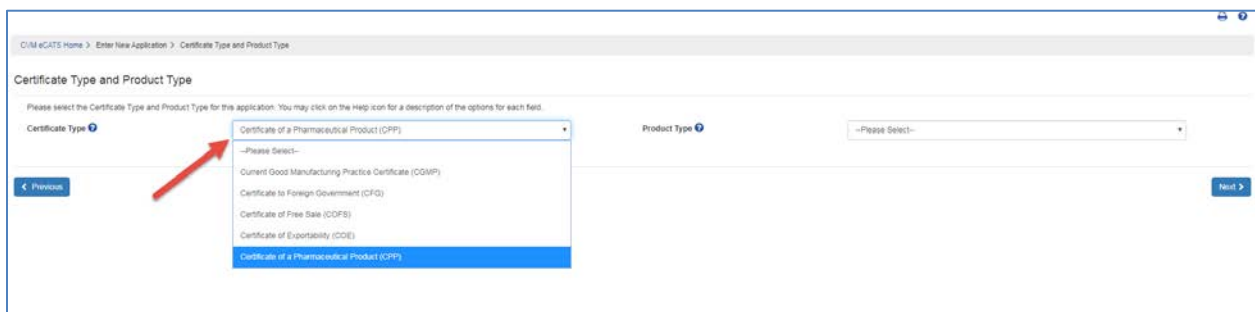 CVM eCATS Home > Enter New Application > Certificate Type and Product Type
Certificate Type and Product Type
Please select the Certificate Type and Product Type for this application. You may click on the Help icon for a description of the options for each field.
Certificate Type Certificate of a Pharmaceutical Product (CPP) Product Type --Please Select--
--Please Select--
Current Good Manufacturing Practice Certificate (CGMP)
Certificate to Foreign Government (CFG)
Certificate of Free Sale (COFS)
Certificate of Exportability (COE)
Certificate of a Pharmaceutical Product (CPP)
< Previous Next >